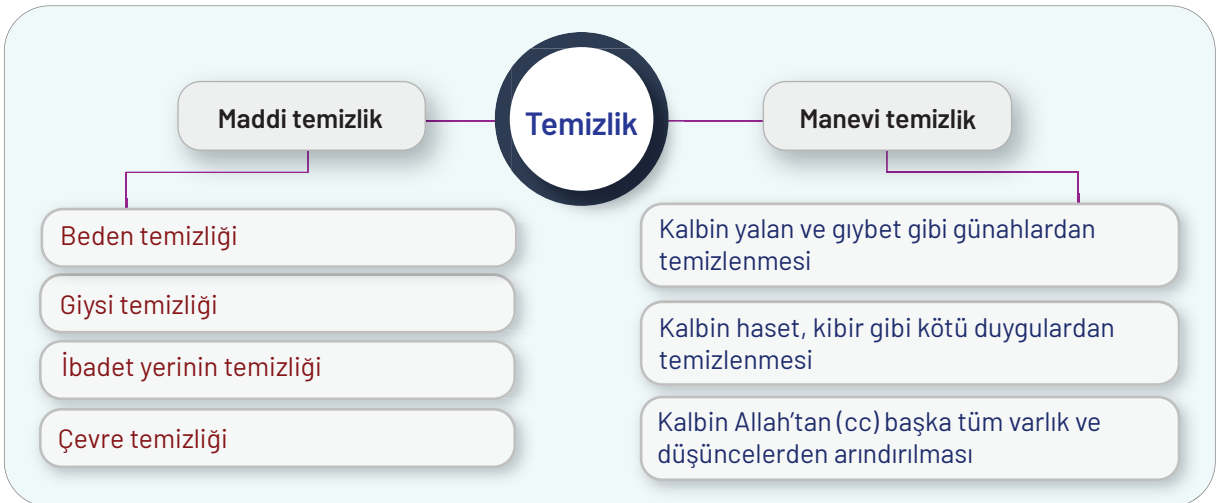 Temizlik
Maddi temizlik
Beden temizliği
Giysi temizliği
İbadet yerinin temizliği
Çevre temizliği
Manevi temizlik
Kalbin yalan ve gıybet gibi günahlardan
temizlenmesi
Kalbin haset, kibir gibi kötü duygulardan
temizlenmesi
Kalbin Allah’tan (cc) başka tüm varlık ve
düşüncelerden arındırılması